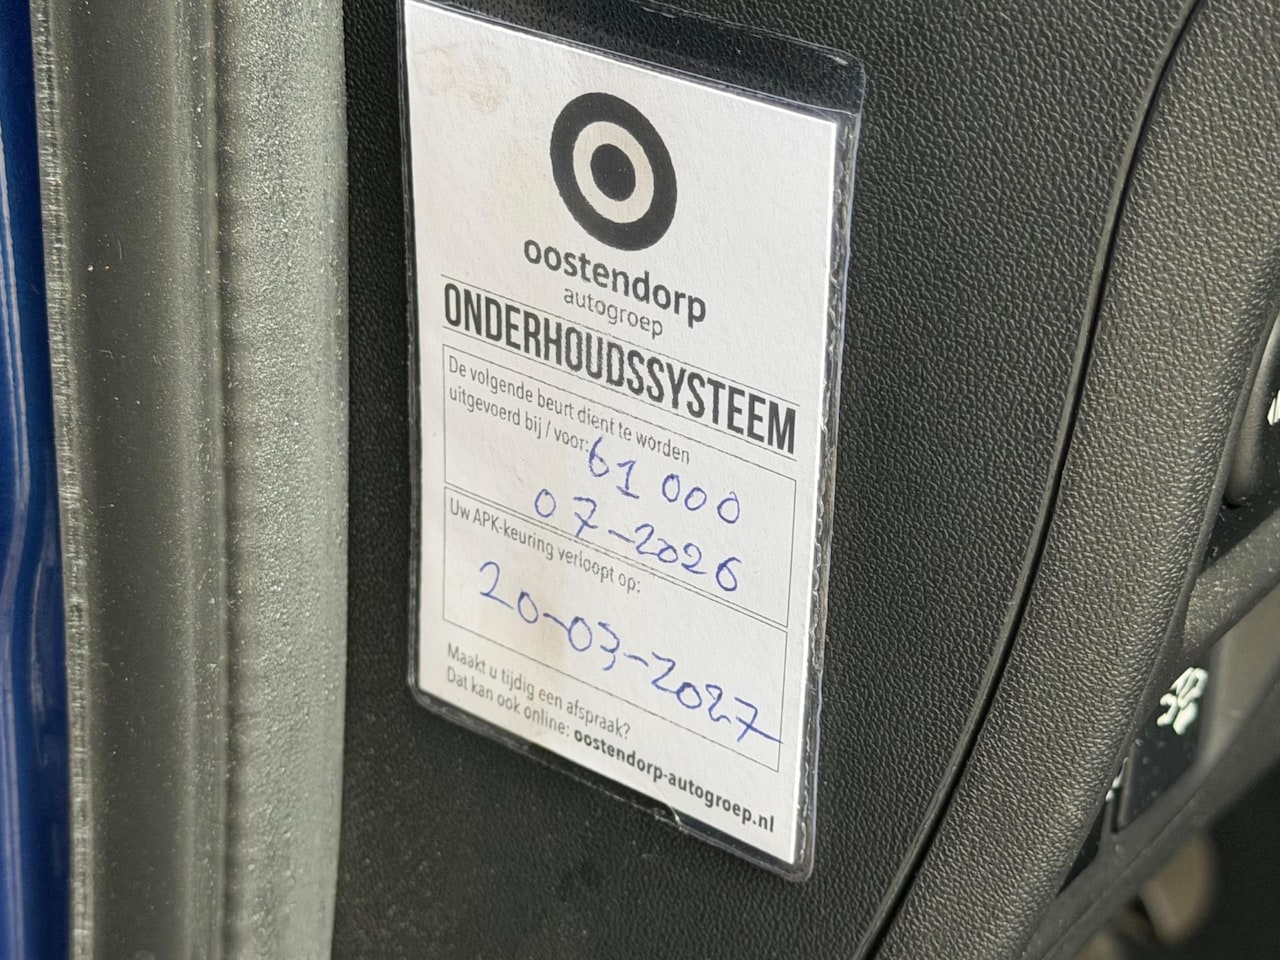 oostendorp
autogroep
ONDERHOUDSSYSTEEM
De volgende beurt dient te worden
uitgevoerd bij / voor: 61 000
07-2026
Uw APK-keuring verloopt op:
20-03-2027
Maakt u tijdig een afspraak?
Dat kan ook online: oostendorp-autogroep.nl